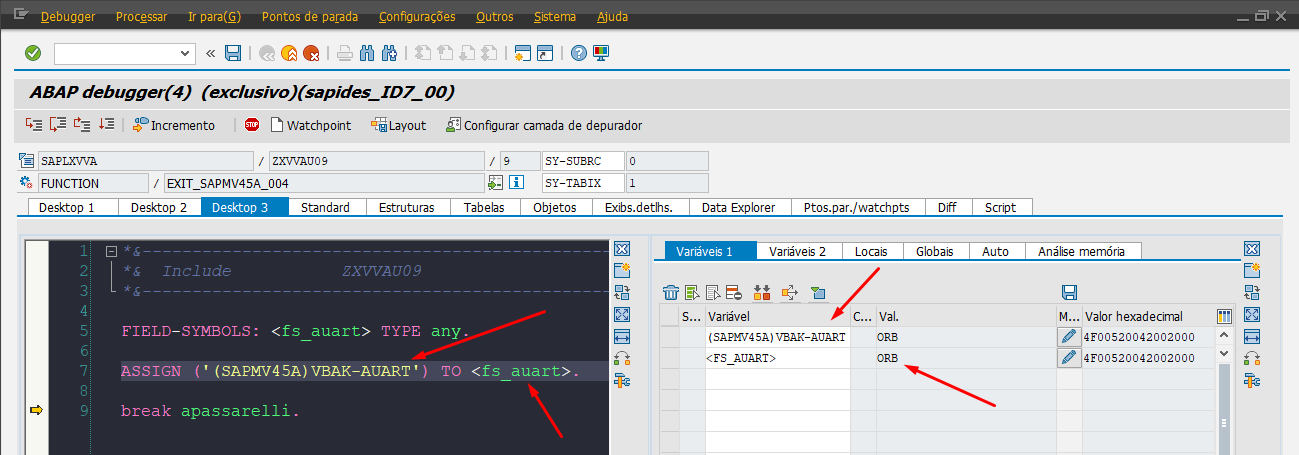 Debugger Processar Ir para(G) Pontos de parada Configurações Outros Sistema Ajuda
ABAP debugger(4) (exclusivo)(sapides_ID7_00)
Incremento STOP Watchpoint Layout Configurar camada de depurador
SAPLXVVA / ZXVVAU09 / 9 SY-SUBRC 0
FUNCTION / EXIT_SAPMV45A_004 SY-TABIX 1
Desktop 1 Desktop 2 Desktop 3 Standard Estruturas Tabelas Objetos Exibs.detlhs. Data Explorer Ptos.par./watchpts Diff Script
1 *&---------------------------------------------------
2 *& Include ZXVVAU09
3 *&---------------------------------------------------
4
5 FIELD-SYMBOLS: <fs_auart> TYPE any.
6
7 ASSIGN ('(SAPMV45A)VBAK-AUART') TO <fs_auart>.
8
9 break apassarelli.
Variáveis 1 Variáveis 2 Locais Globais Auto Análise memória
S... Variável C... Val. M... Valor hexadecimal
(SAPMV45A)VBAK-AUART ORB 4F00520042002000
<FS_AUART> ORB 4F00520042002000